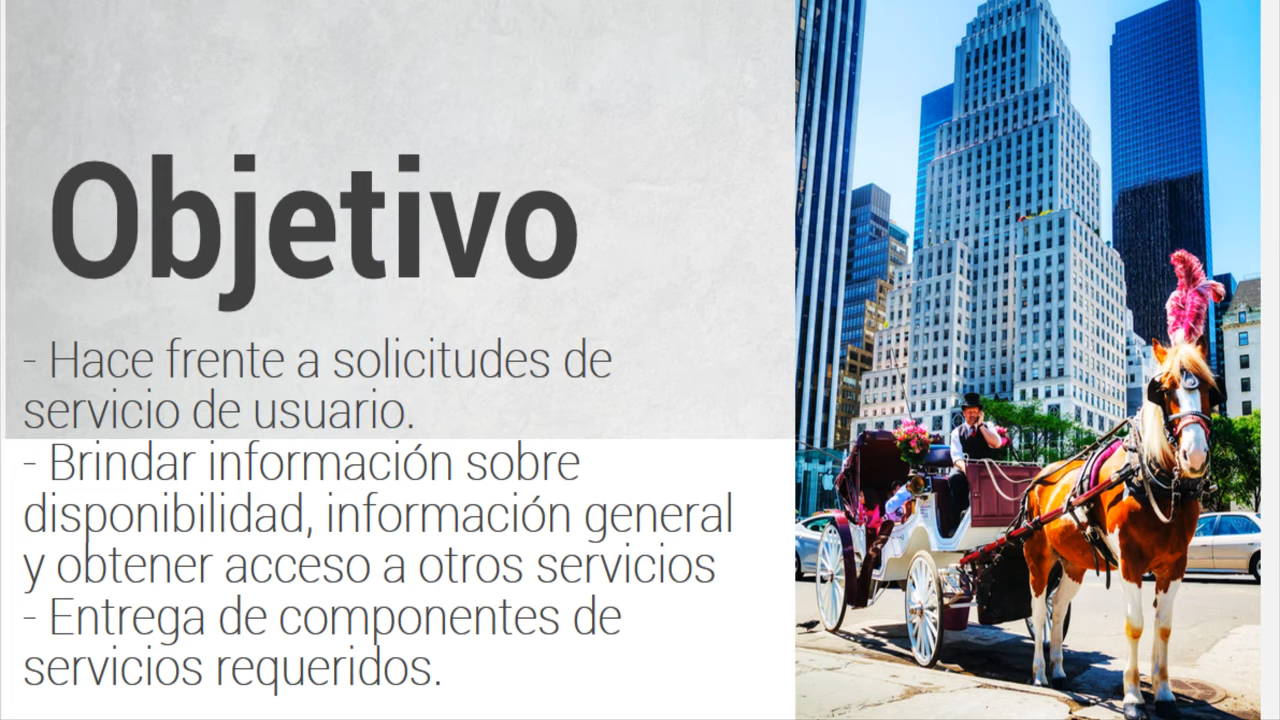 Objetivo
- Hace frente a solicitudes de
servicio de usuario.
- Brindar información sobre
disponibilidad, información general
y obtener acceso a otros servicios
- Entrega de componentes de
servicios requeridos.